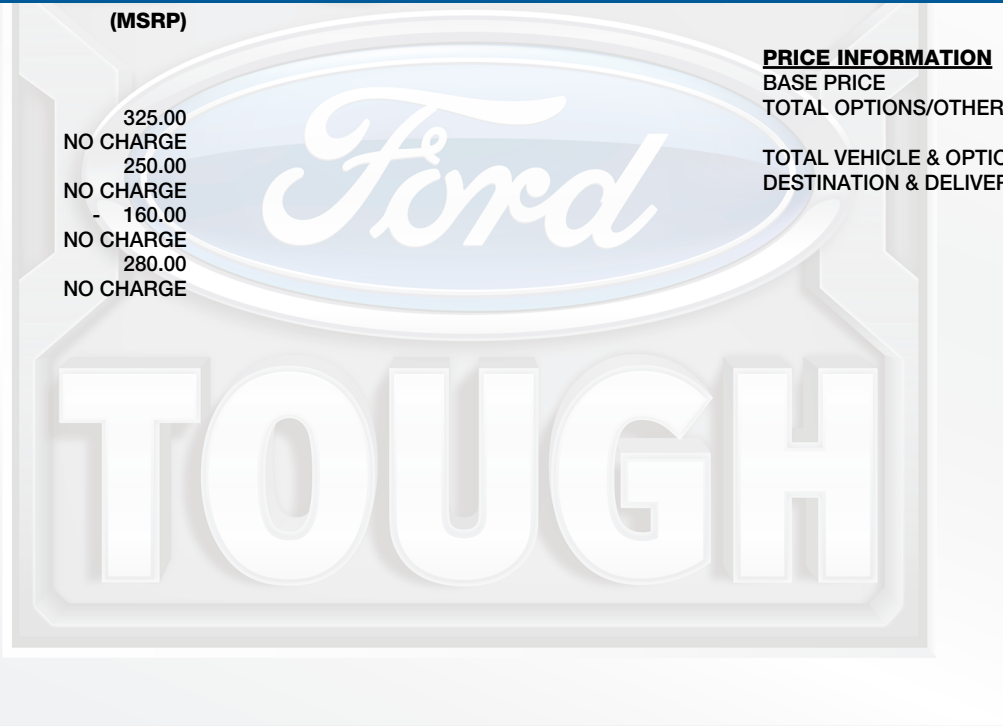 (MSRP)
325.00
NO CHARGE
250.00
NO CHARGE
- 160.00
NO CHARGE
280.00
NO CHARGE
PRICE INFORMATION
BASE PRICE
TOTAL OPTIONS/OTHER
TOTAL VEHICLE & OPTIO
DESTINATION & DELIVER
Ford
TOUGH